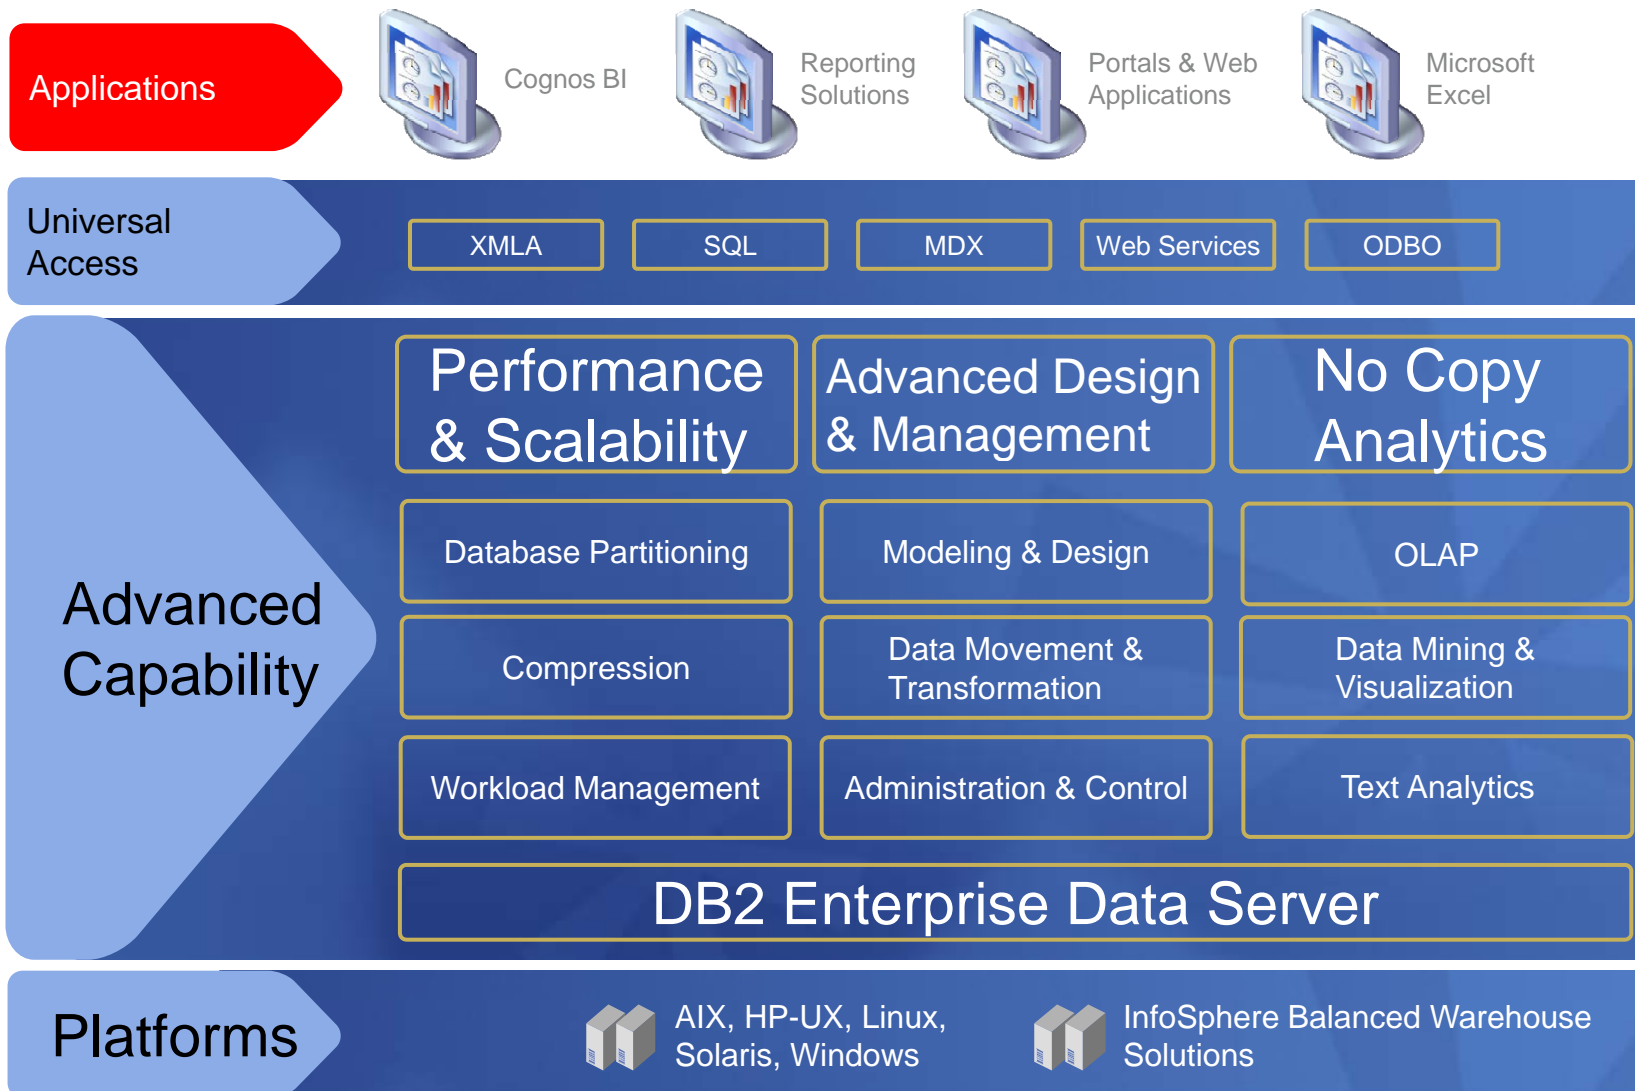 Applications
Cognos BI
Reporting
Solutions
Portals & Web
Applications
Microsoft
Excel
Universal
Access
XMLA
SQL
MDX
Web Services
ODBO
Advanced
Capability
Performance
& Scalability
Advanced Design
& Management
No Copy
Analytics
Database Partitioning
Modeling & Design
OLAP
Compression
Data Movement &
Transformation
Data Mining &
Visualization
Workload Management
Administration & Control
Text Analytics
DB2 Enterprise Data Server
Platforms
AIX, HP-UX, Linux,
Solaris, Windows
InfoSphere Balanced Warehouse
Solutions